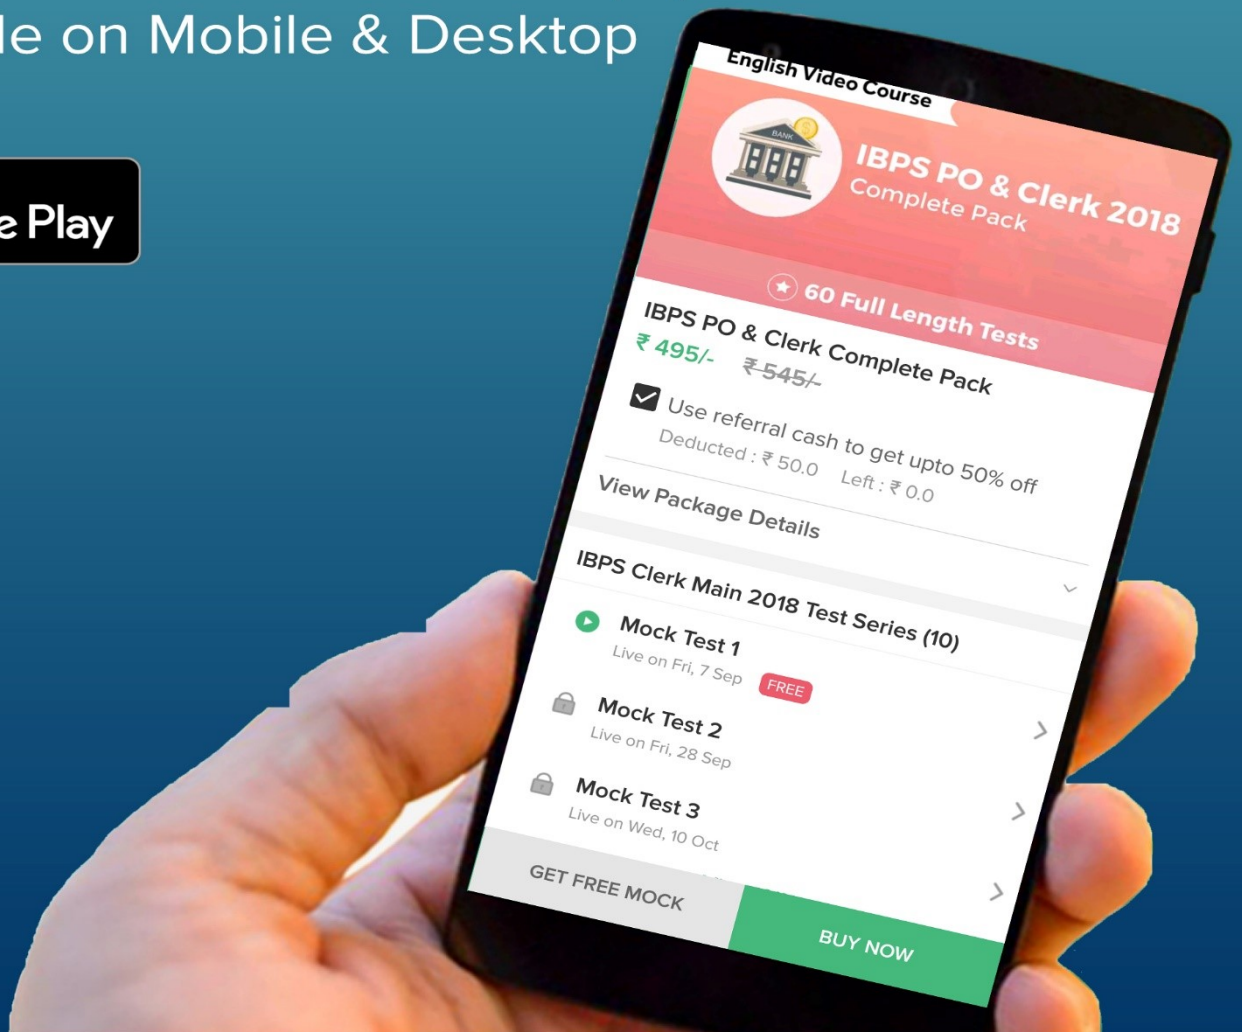 le on Mobile & Desktop
e Play
English Video Course
BANK
IBPS PO & Clerk 2018
Complete Pack
60 Full Length Tests
IBPS PO & Clerk Complete Pack
₹ 495/- ₹ 545/-
Use referral cash to get upto 50% off
Deducted : ₹ 50.0 Left : ₹ 0.0
View Package Details
IBPS Clerk Main 2018 Test Series (10)
Mock Test 1
Live on Fri, 7 Sep FREE
Mock Test 2
Live on Fri, 28 Sep
Mock Test 3
Live on Wed, 10 Oct
GET FREE MOCK
BUY NOW